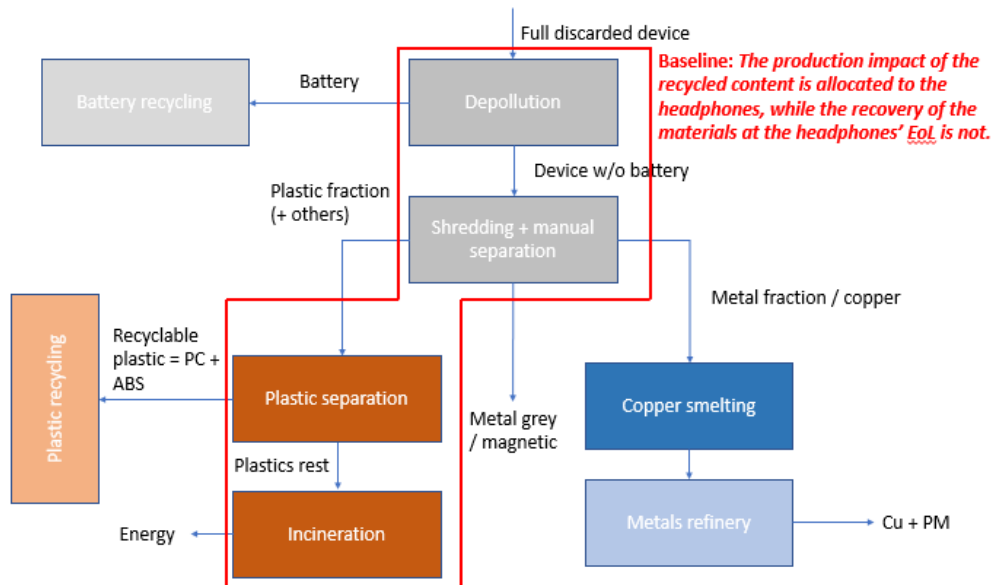 Full discarded device
Baseline: The production impact of the
recycled content is allocated to the
headphones, while the recovery of the
materials at the headphones' EoL is not.
Battery recycling
Battery
Depollution
Device w/o battery
Plastic fraction
(+ others)
Shredding + manual
separation
Metal fraction / copper
Plastic recycling
Recyclable
plastic = PC +
ABS
Plastic separation
Metal grey
/ magnetic
Copper smelting
Plastics rest
Energy
Incineration
Metals refinery
Cu + PM